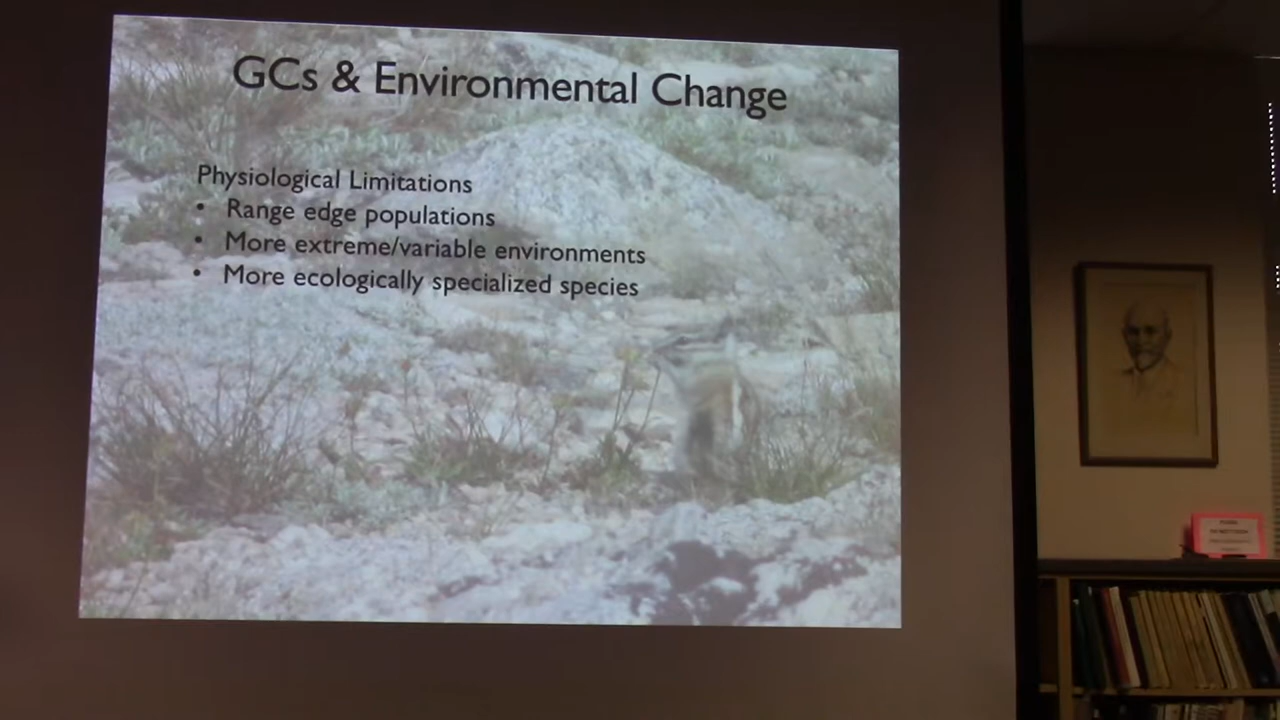 GCs & Environmental Change
Physiological Limitations
• Range edge populations
• More extreme/variable environments
• More ecologically specialized species